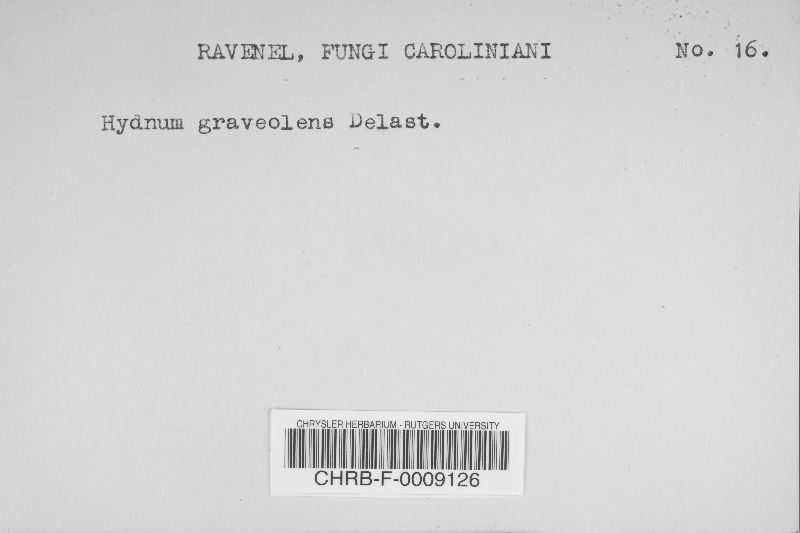 RAVENEL, FUNGI CAROLINIANI No. 16.
Hydnum graveolens Delast.
CHRYSLER HERBARIUM - RUTGERS UNIVERSITY
CHRB-F-0009126